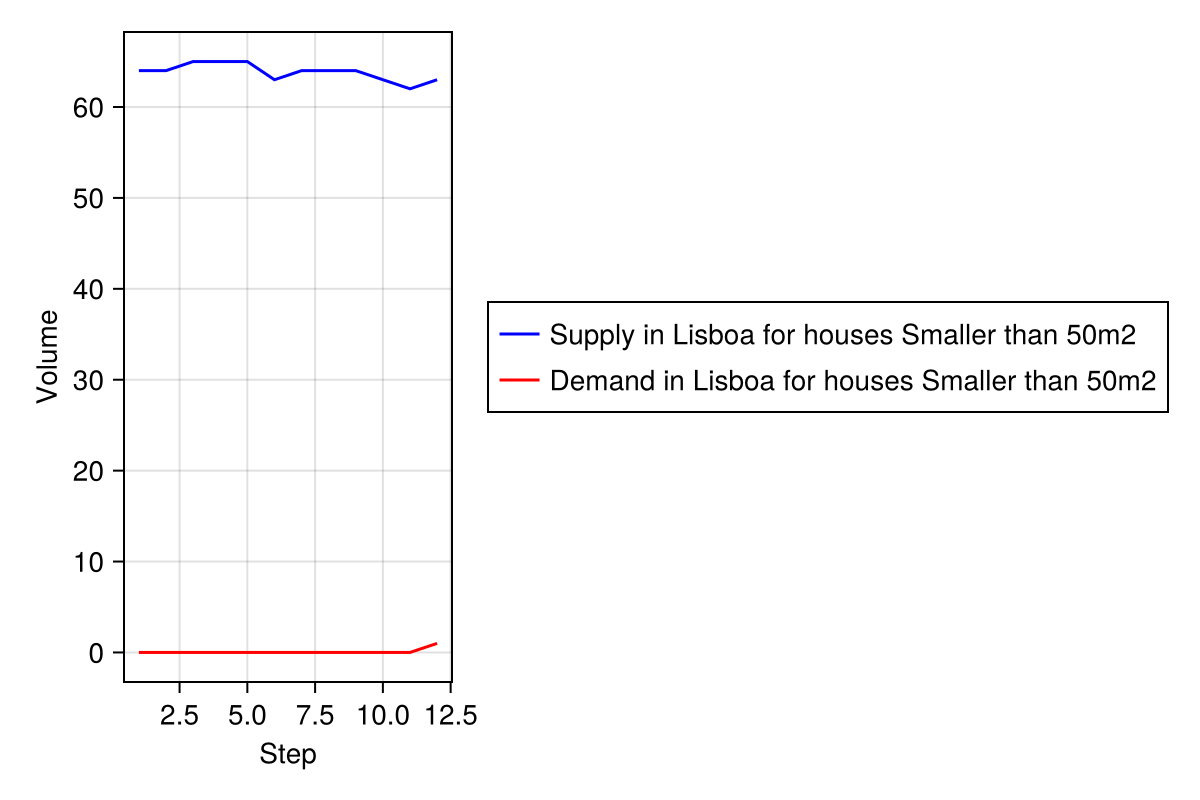 60
50
40
30
20
10
0
Volume
2.5 5.0 7.5 10.0 12.5
Step
Supply in Lisboa for houses Smaller than 50m2
Demand in Lisboa for houses Smaller than 50m2